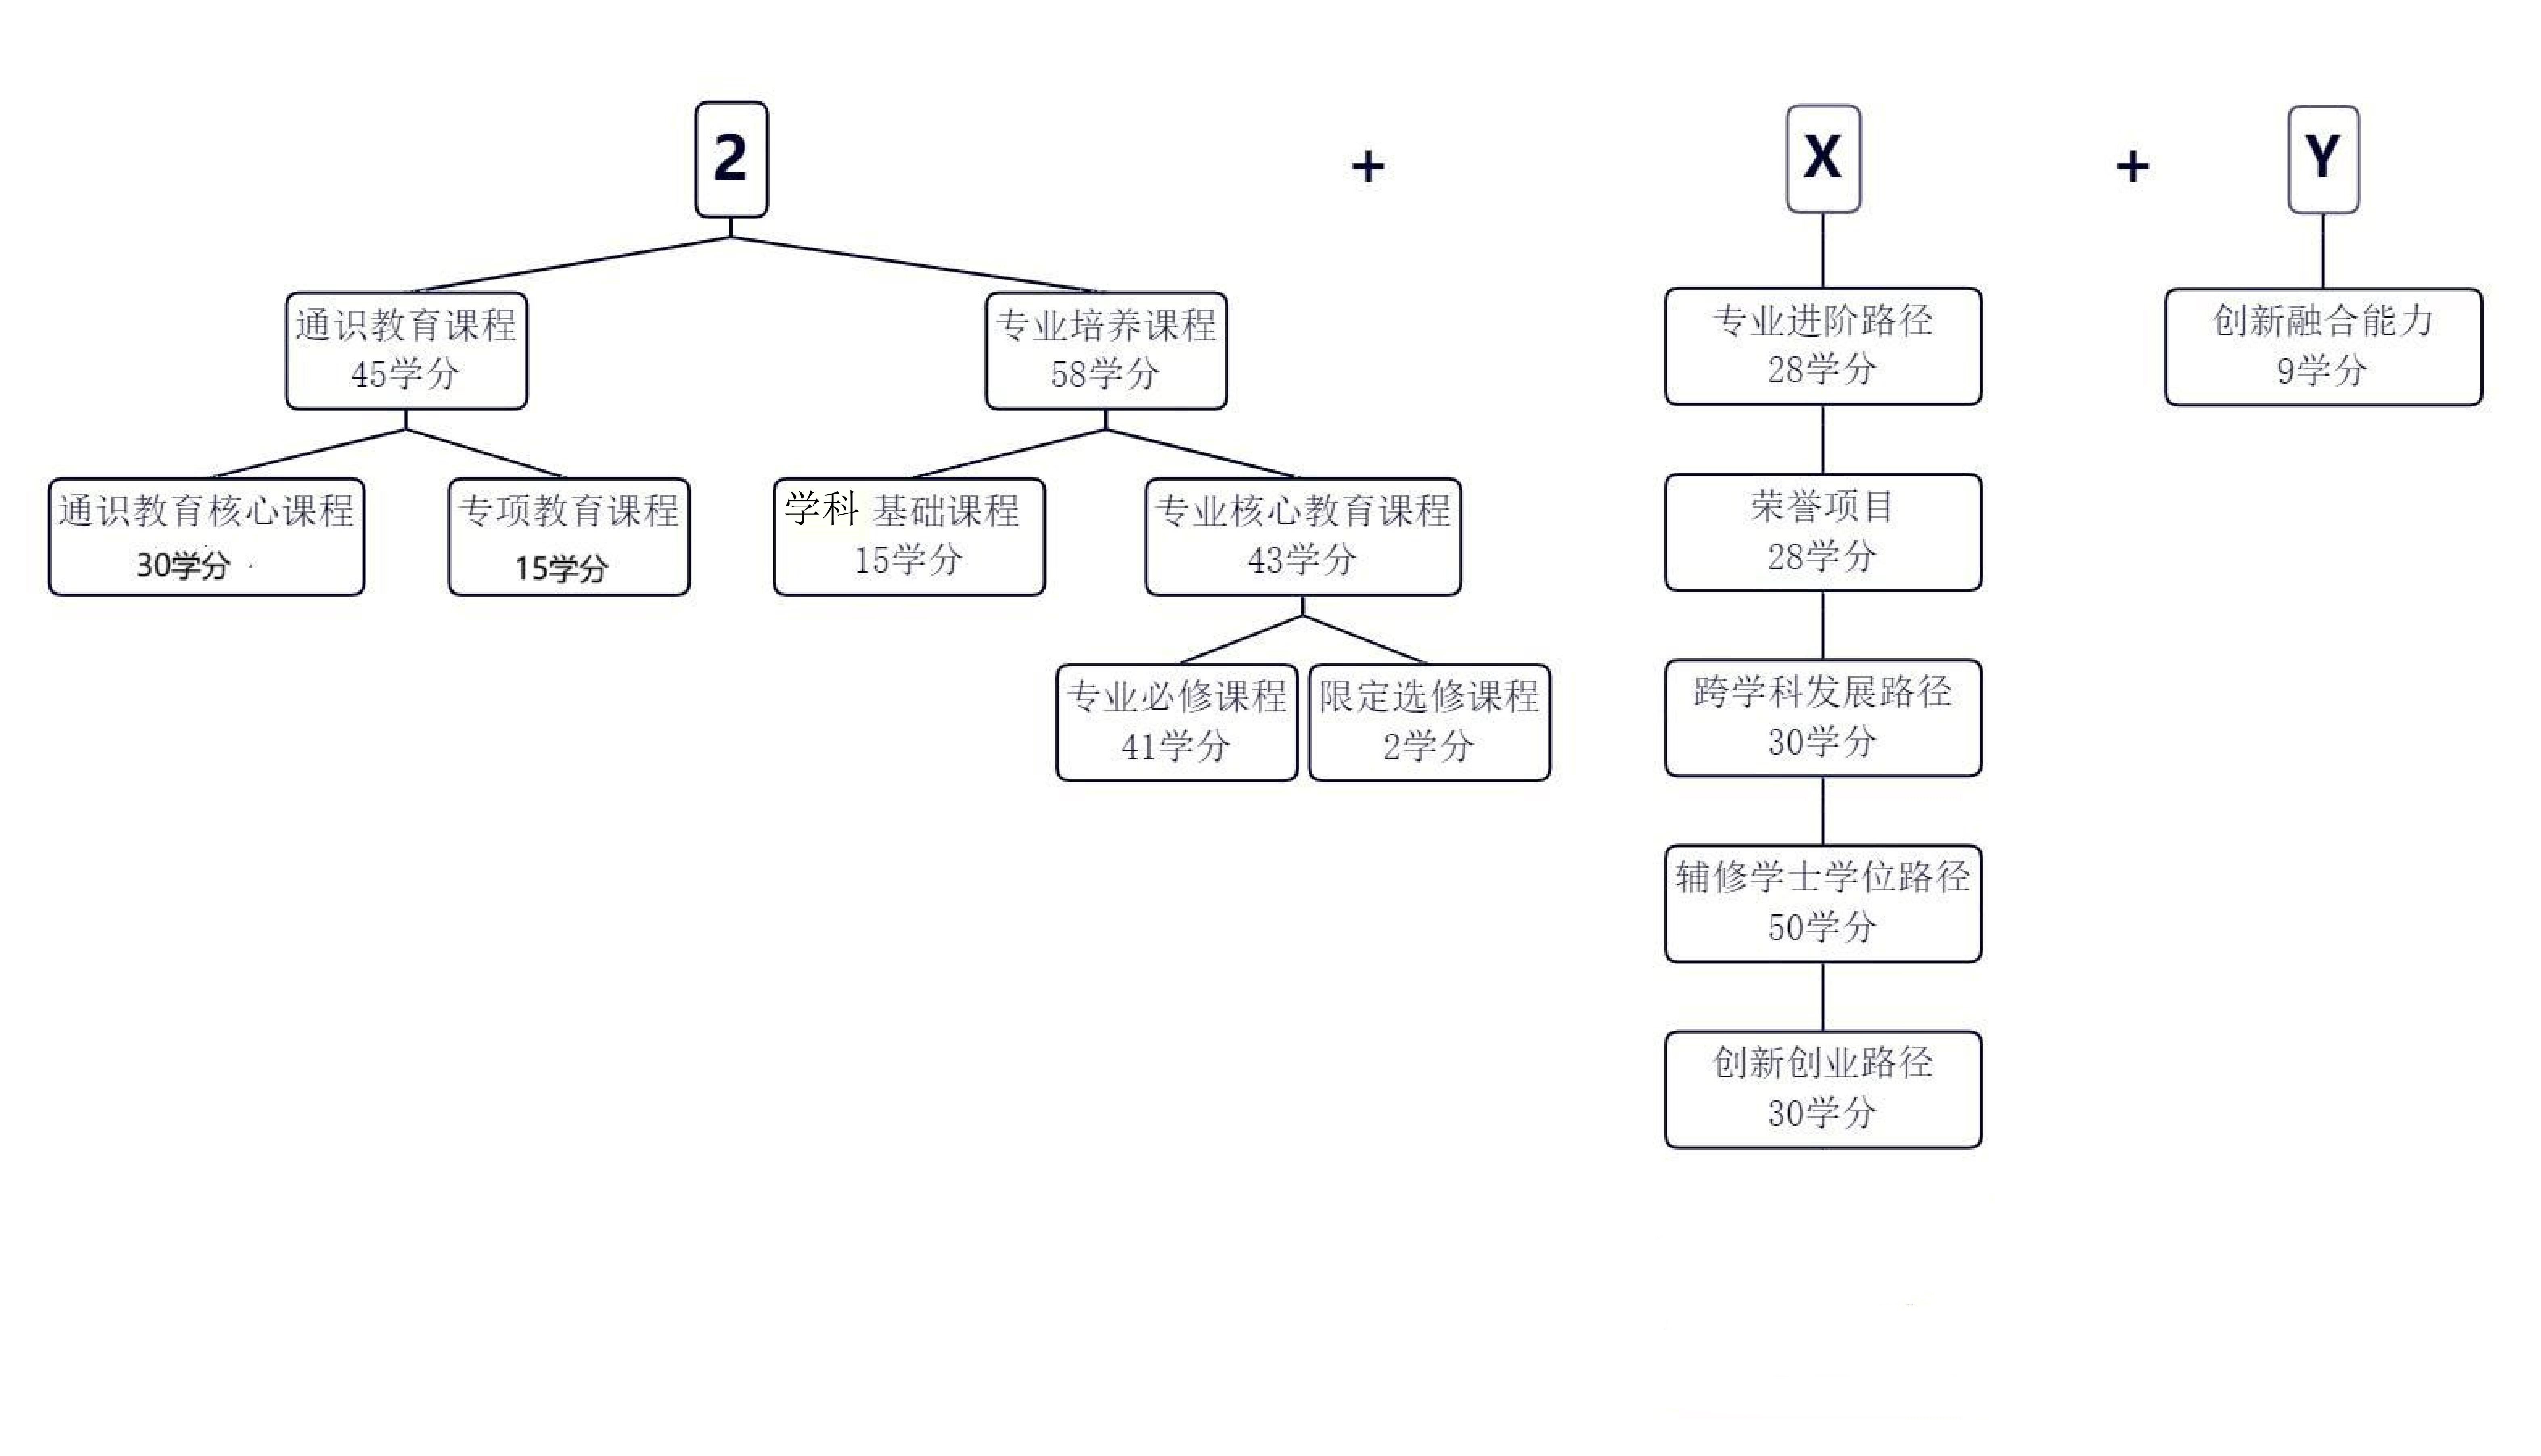 2
+
X
+
Y
通识教育课程
45学分
专业培养课程
58学分
专业进阶路径
28学分
创新融合能力
9学分
通识教育核心课程
30学分
专项教育课程
15学分
学科 基础课程
15学分
专业核心教育课程
43学分
荣誉项目
28学分
专业必修课程
41学分
限定选修课程
2学分
跨学科发展路径
30学分
辅修学士学位路径
50学分
创新创业路径
30学分